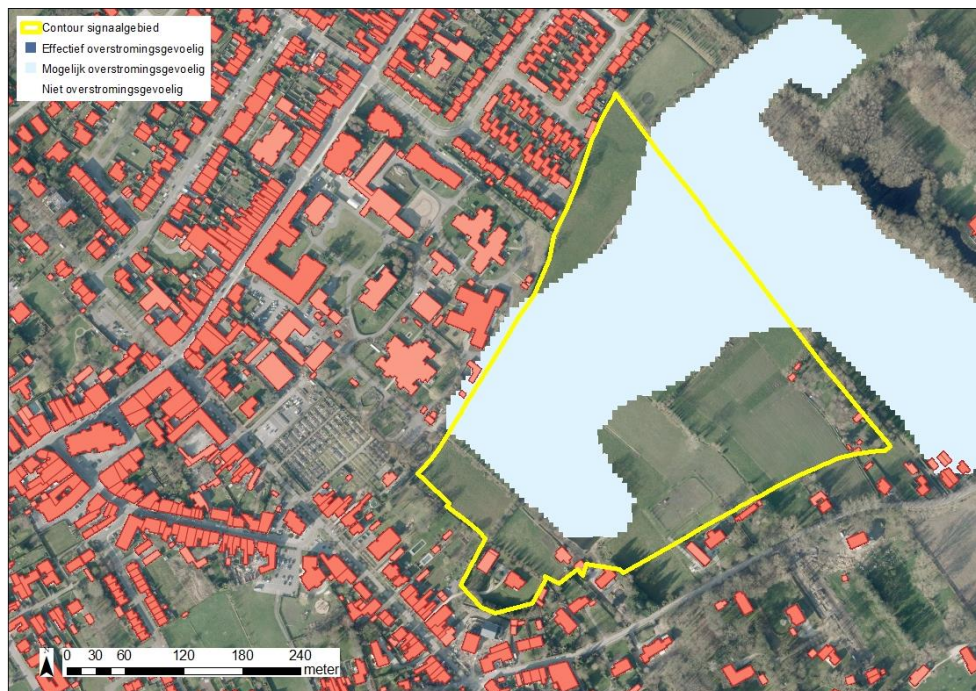 Contour signaalgebied
Effectief overstromingsgevoelig
Mogelijk overstromingsgevoelig
Niet overstromingsgevoelig
N
0 30 60 120 180 240
meter